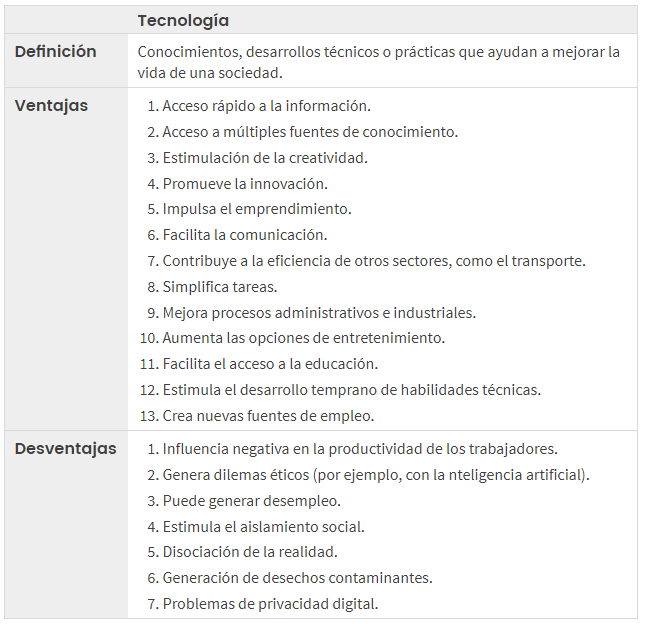 Tecnología
Definición
Conocimientos, desarrollos técnicos o prácticas que ayudan a mejorar la
vida de una sociedad.
Ventajas
1. Acceso rápido a la información.
2. Acceso a múltiples fuentes de conocimiento.
3. Estimulación de la creatividad.
4. Promueve la innovación.
5. Impulsa el emprendimiento.
6. Facilita la comunicación.
7. Contribuye a la eficiencia de otros sectores, como el transporte.
8. Simplifica tareas.
9. Mejora procesos administrativos e industriales.
10. Aumenta las opciones de entretenimiento.
11. Facilita el acceso a la educación.
12. Estimula el desarrollo temprano de habilidades técnicas.
13. Crea nuevas fuentes de empleo.
Desventajas
1. Influencia negativa en la productividad de los trabajadores.
2. Genera dilemas éticos (por ejemplo, con la nteligencia artificial).
3. Puede generar desempleo.
4. Estimula el aislamiento social.
5. Disociación de la realidad.
6. Generación de desechos contaminantes.
7. Problemas de privacidad digital.